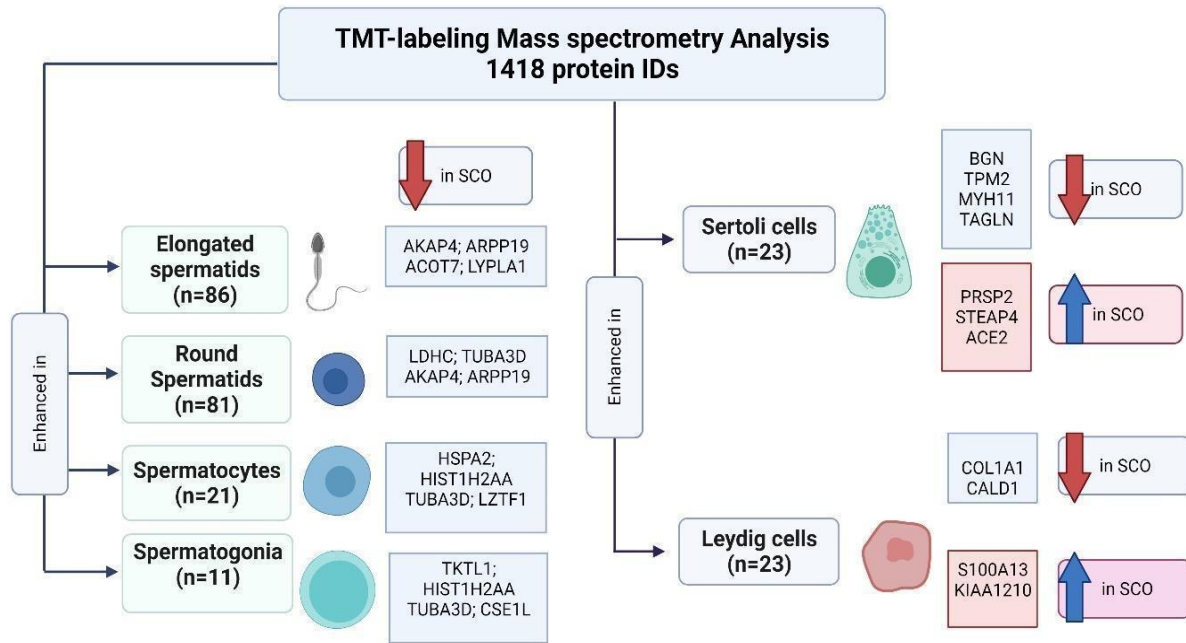 TMT-labeling Mass spectrometry Analysis
1418 protein IDs
in SCO
Elongated
spermatids
(n=86)
AKAP4; ARPP19
ACOT7; LYPLA1
Round
Spermatids
(n=81)
LDHC; TUBA3D
AKAP4; ARPP19
Enhanced in
Spermatocytes
(n=21)
HSPA2;
HIST1H2AA
TUBA3D; LZTF1
Spermatogonia
(n=11)
TKTL1;
HIST1H2AA
TUBA3D; CSE1L
Enhanced in
Sertoli cells
(n=23)
BGN
TPM2
MYH11
TAGLN
in SCO
PRSP2
STEAP4
ACE2
in SCO
Leydig cells
(n=23)
COL1A1
CALD1
in SCO
S100A13
KIAA1210
in SCO